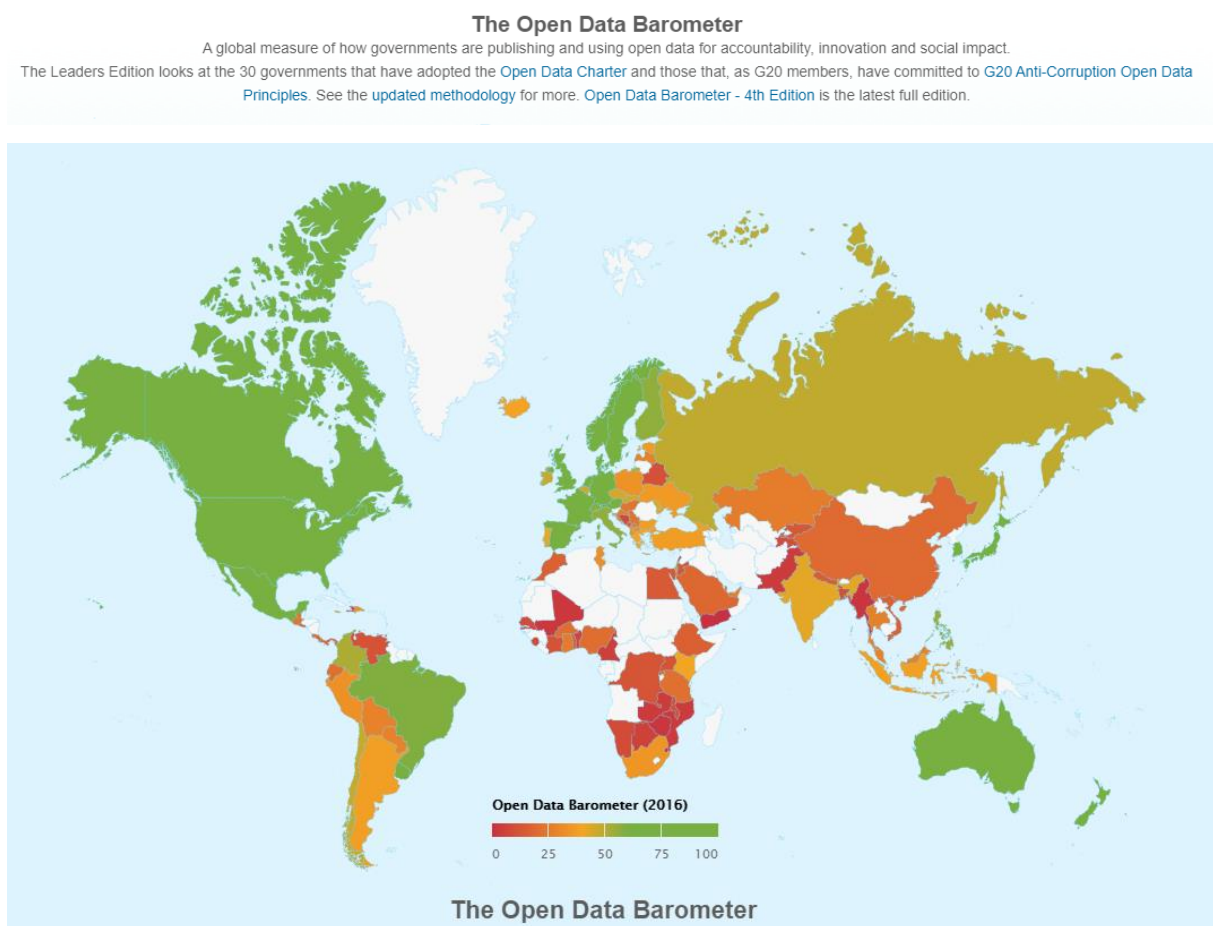 The Open Data Barometer
A global measure of how governments are publishing and using open data for accountability, innovation and social impact.
The Leaders Edition looks at the 30 governments that have adopted the Open Data Charter and those that, as G20 members, have committed to G20 Anti-Corruption Open Data
Principles. See the updated methodology for more. Open Data Barometer - 4th Edition is the latest full edition.
Open Data Barometer (2016)
0 25 50 75 100
The Open Data Barometer